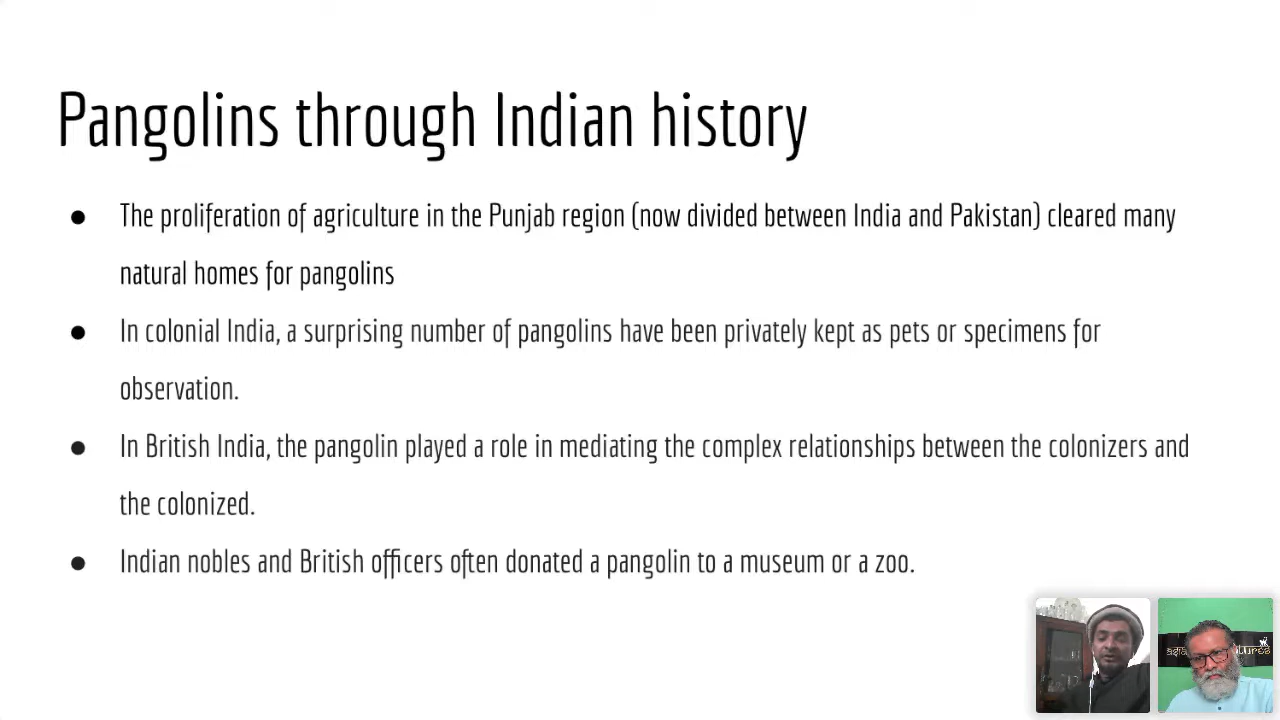 Pangolins through Indian history
● The proliferation of agriculture in the Punjab region (now divided between India and Pakistan) cleared many
natural homes for pangolins
● In colonial India, a surprising number of pangolins have been privately kept as pets or specimens for
observation.
● In British India, the pangolin played a role in mediating the complex relationships between the colonizers and
the colonized.
● Indian nobles and British officers often donated a pangolin to a museum or a zoo.